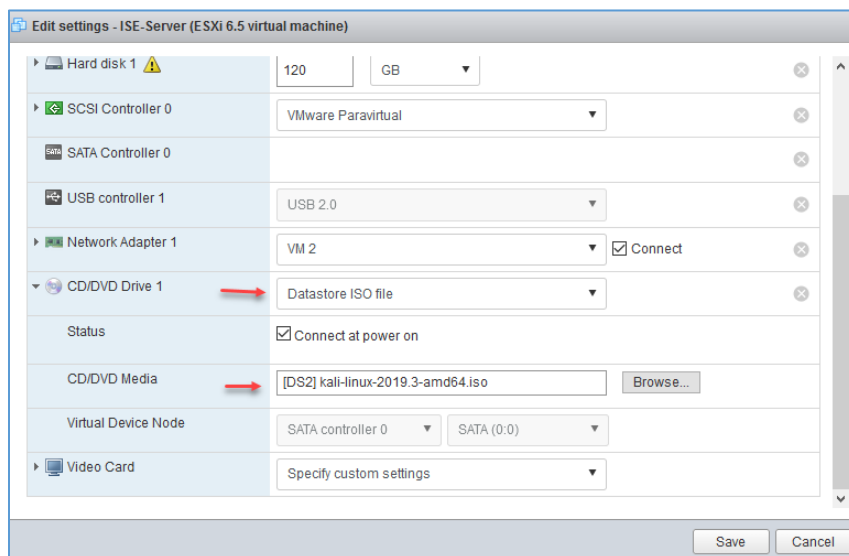 Edit settings - ISE-Server (ESXi 6.5 virtual machine)
Hard disk 1 120 GB
SCSI Controller 0 VMware Paravirtual
SATA SATA Controller 0
USB controller 1 USB 2.0
Network Adapter 1 VM 2 Connect
CD/DVD Drive 1 Datastore ISO file
Status Connect at power on
CD/DVD Media [DS2] kali-linux-2019.3-amd64.iso Browse...
Virtual Device Node SATA controller 0 SATA (0:0)
Video Card Specify custom settings
Save Cancel